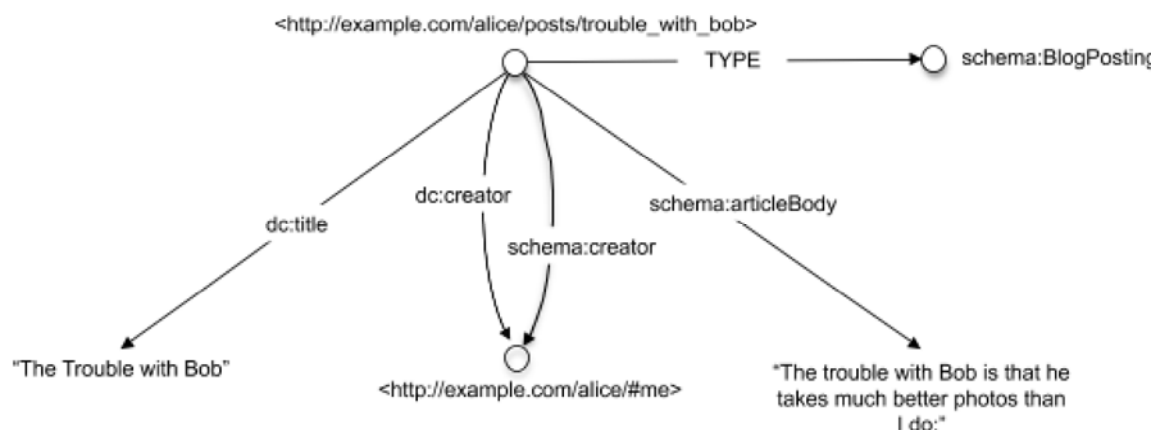 <http://example.com/alice/posts/trouble_with_bob>
TYPE
schema:BlogPosting
dc:creator
schema:articleBody
dc:title
schema:creator
"The Trouble with Bob"
<http://example.com/alice/#me>
"The trouble with Bob is that he
takes much better photos than
I do:"